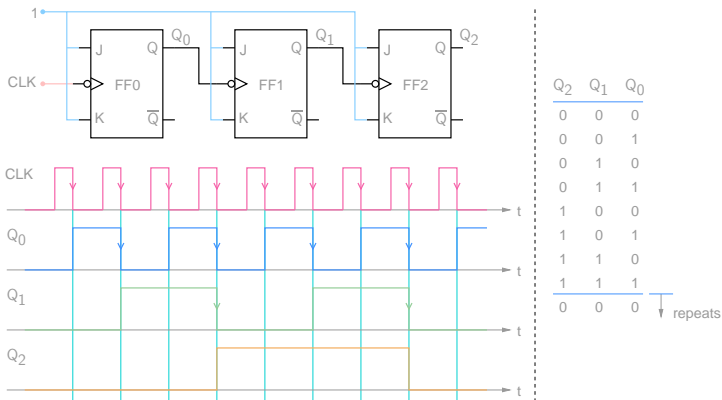 1
Q0 Q1 Q2
J Q J Q J Q
CLK FF0 FF1 FF2
K Q̅ K Q̅ K Q̅
CLK
t
Q0
t
Q1
t
Q2
t
Q2 Q1 Q0
0 0 0
0 0 1
0 1 0
0 1 1
1 0 0
1 0 1
1 1 0
1 1 1
0 0 0
repeats